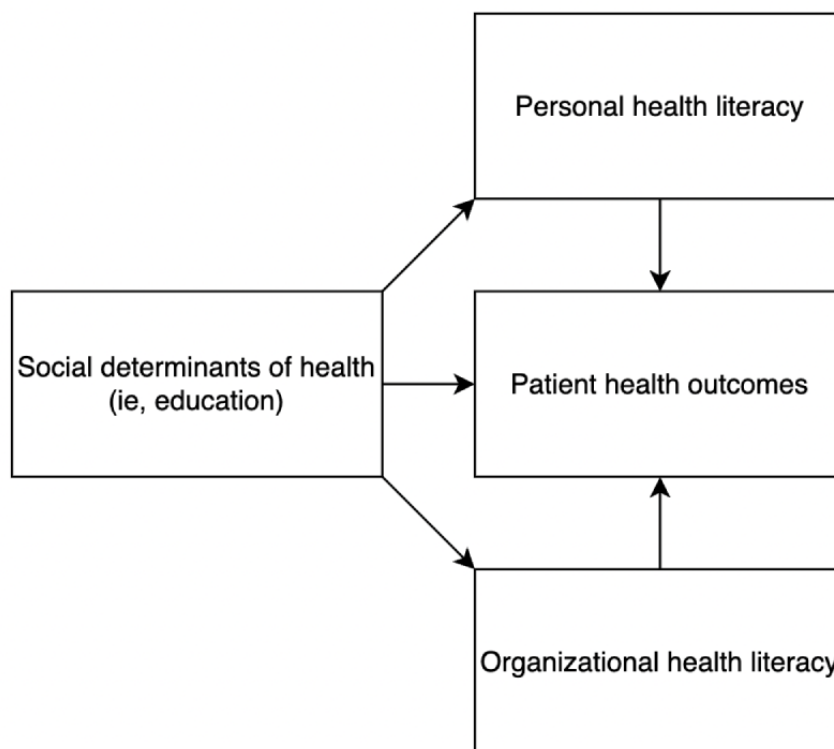 Personal health literacy
Social determinants of health
(ie, education)
Patient health outcomes
Organizational health literacy